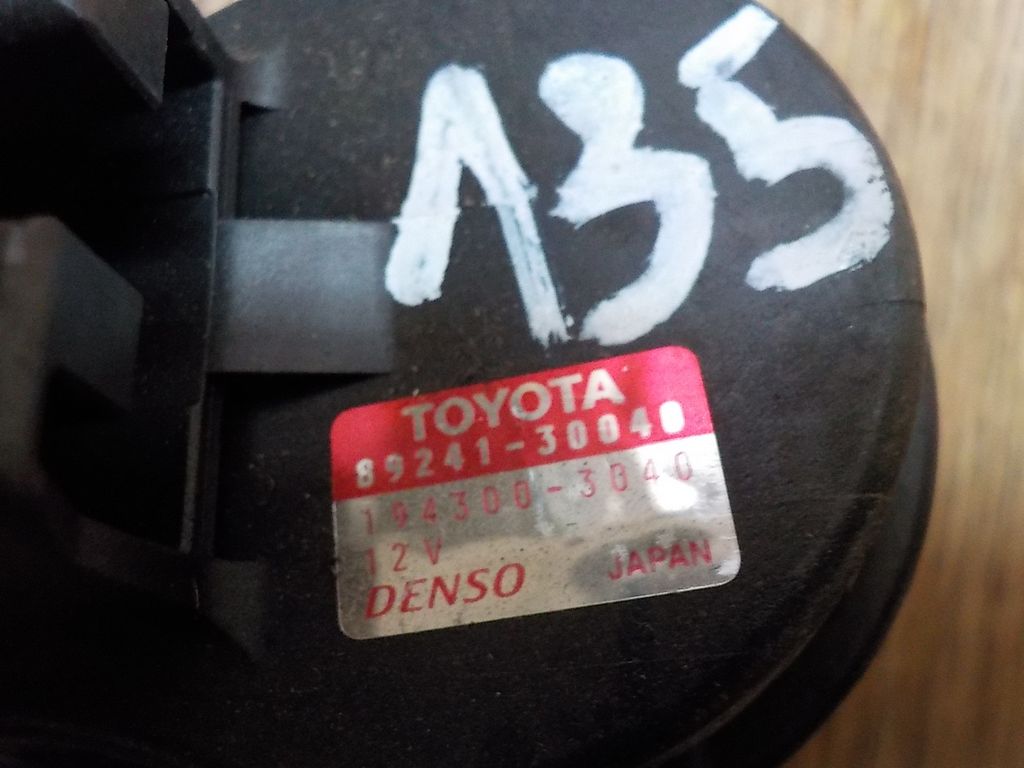 A35
TOYOTA
89241-30040
194300-3040
12V
DENSO JAPAN